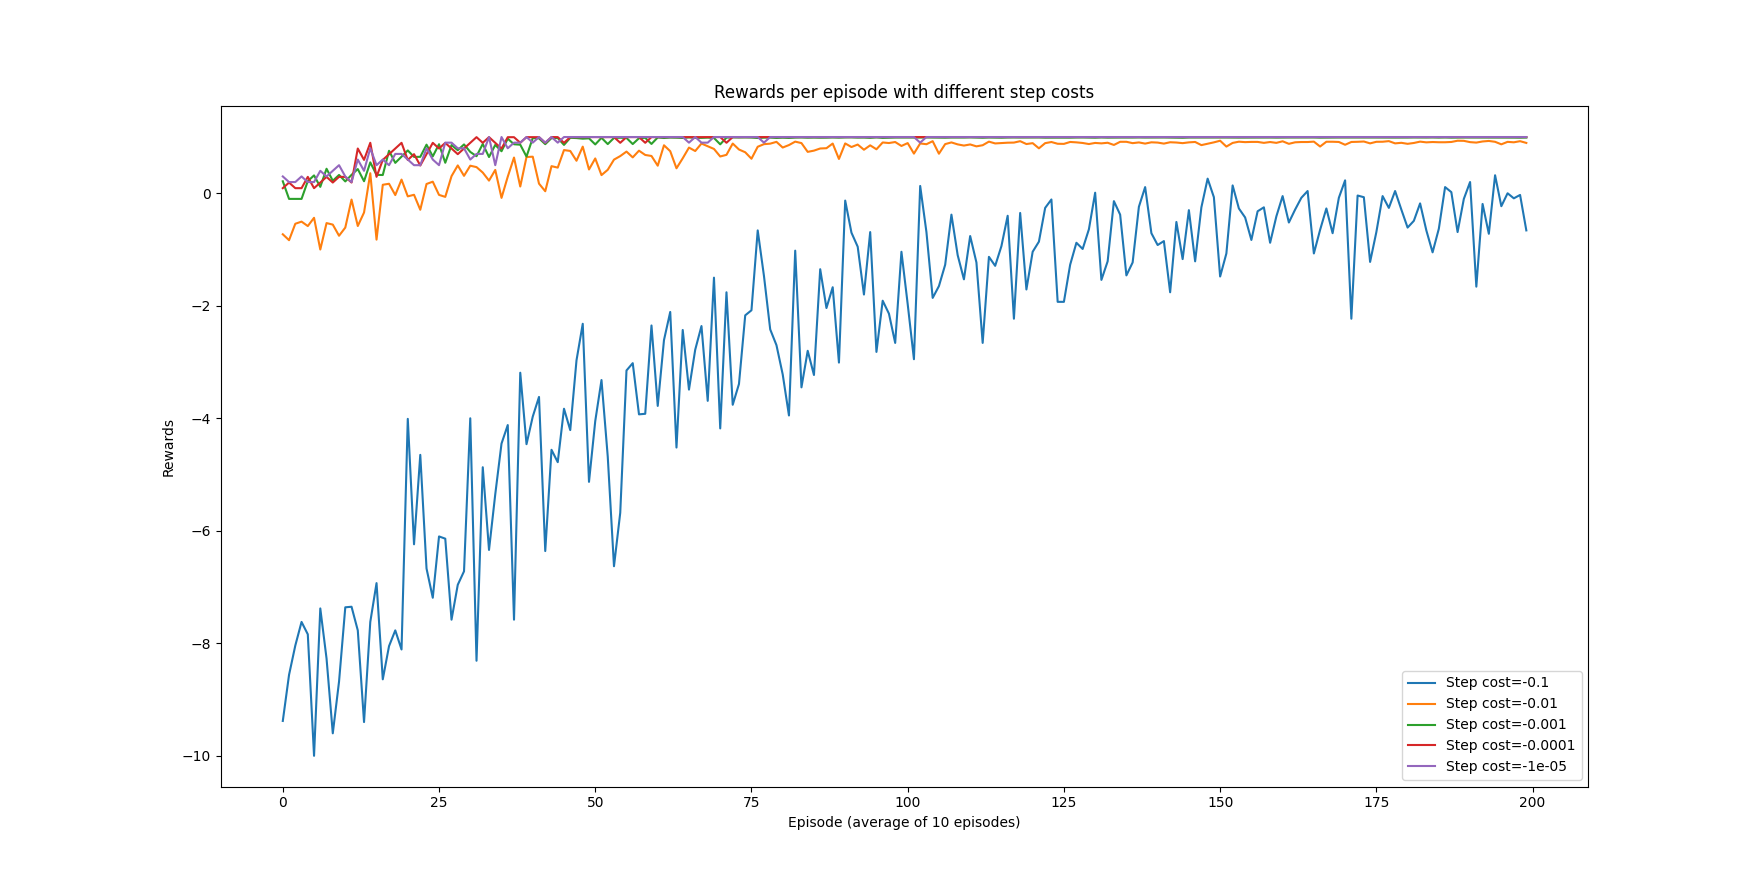 Rewards per episode with different step costs
Rewards
0
−2
−4
−6
−8
−10
0 25 50 75 100 125 150 175 200
Episode (average of 10 episodes)
Step cost=-0.1
Step cost=-0.01
Step cost=-0.001
Step cost=-0.0001
Step cost=-1e-05